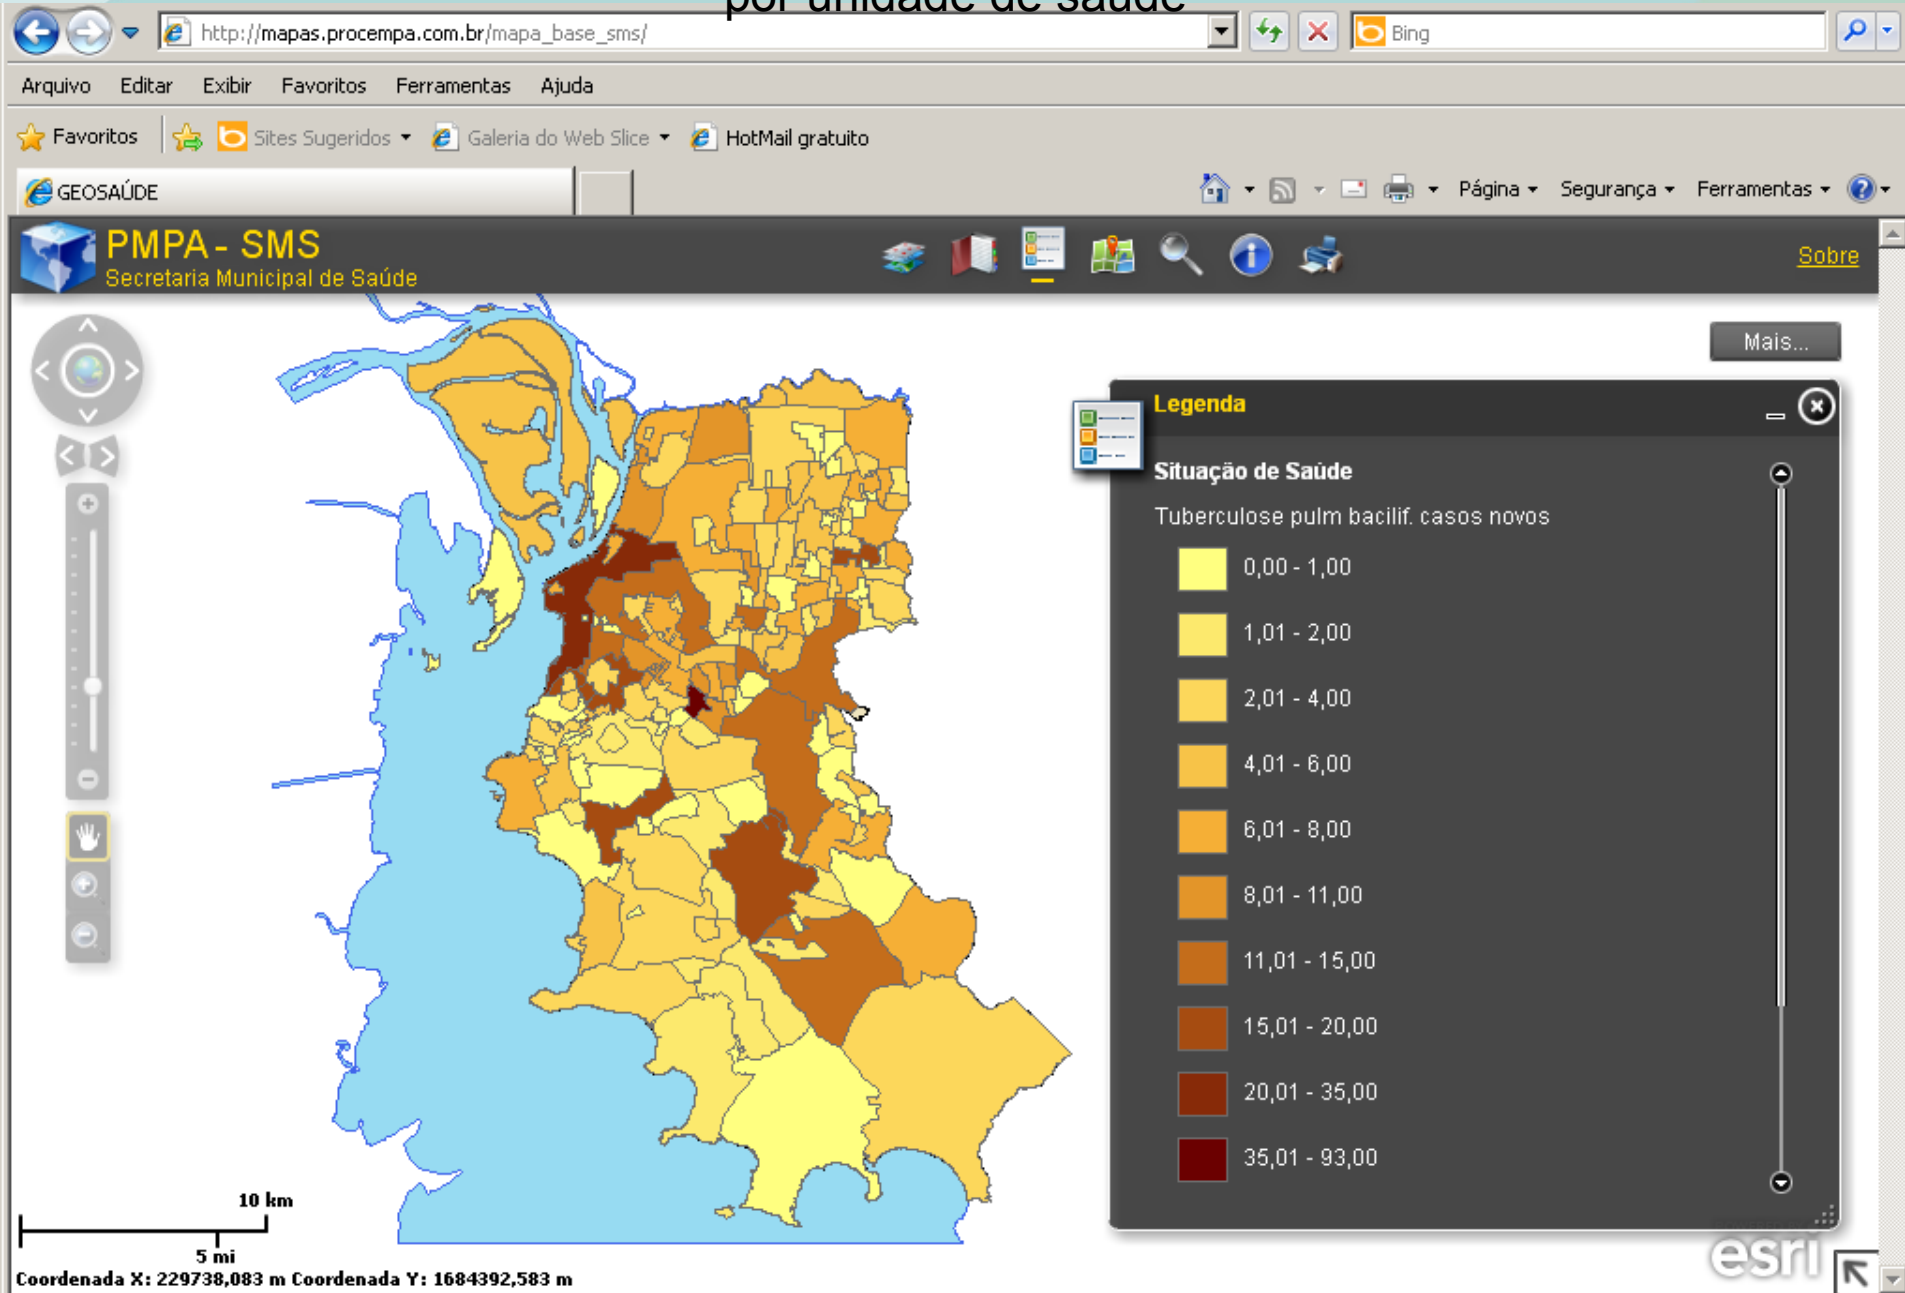 por unidade de saúde
http://mapas.procempa.com.br/mapa_base_sms/
Bing
Arquivo Editar Exibir Favoritos Ferramentas Ajuda
Favoritos Sites Sugeridos Galeria do Web Slice HotMail gratuito
GEOSAÚDE
Página Segurança Ferramentas
PMPA - SMS
Secretaria Municipal de Saúde
Sobre
Mais...
Legenda
Situação de Saúde
Tuberculose pulm bacilif. casos novos
0,00 - 1,00
1,01 - 2,00
2,01 - 4,00
4,01 - 6,00
6,01 - 8,00
8,01 - 11,00
11,01 - 15,00
15,01 - 20,00
20,01 - 35,00
35,01 - 93,00
10 km
5 mi
Coordenada X: 229738,083 m Coordenada Y: 1684392,583 m
esri